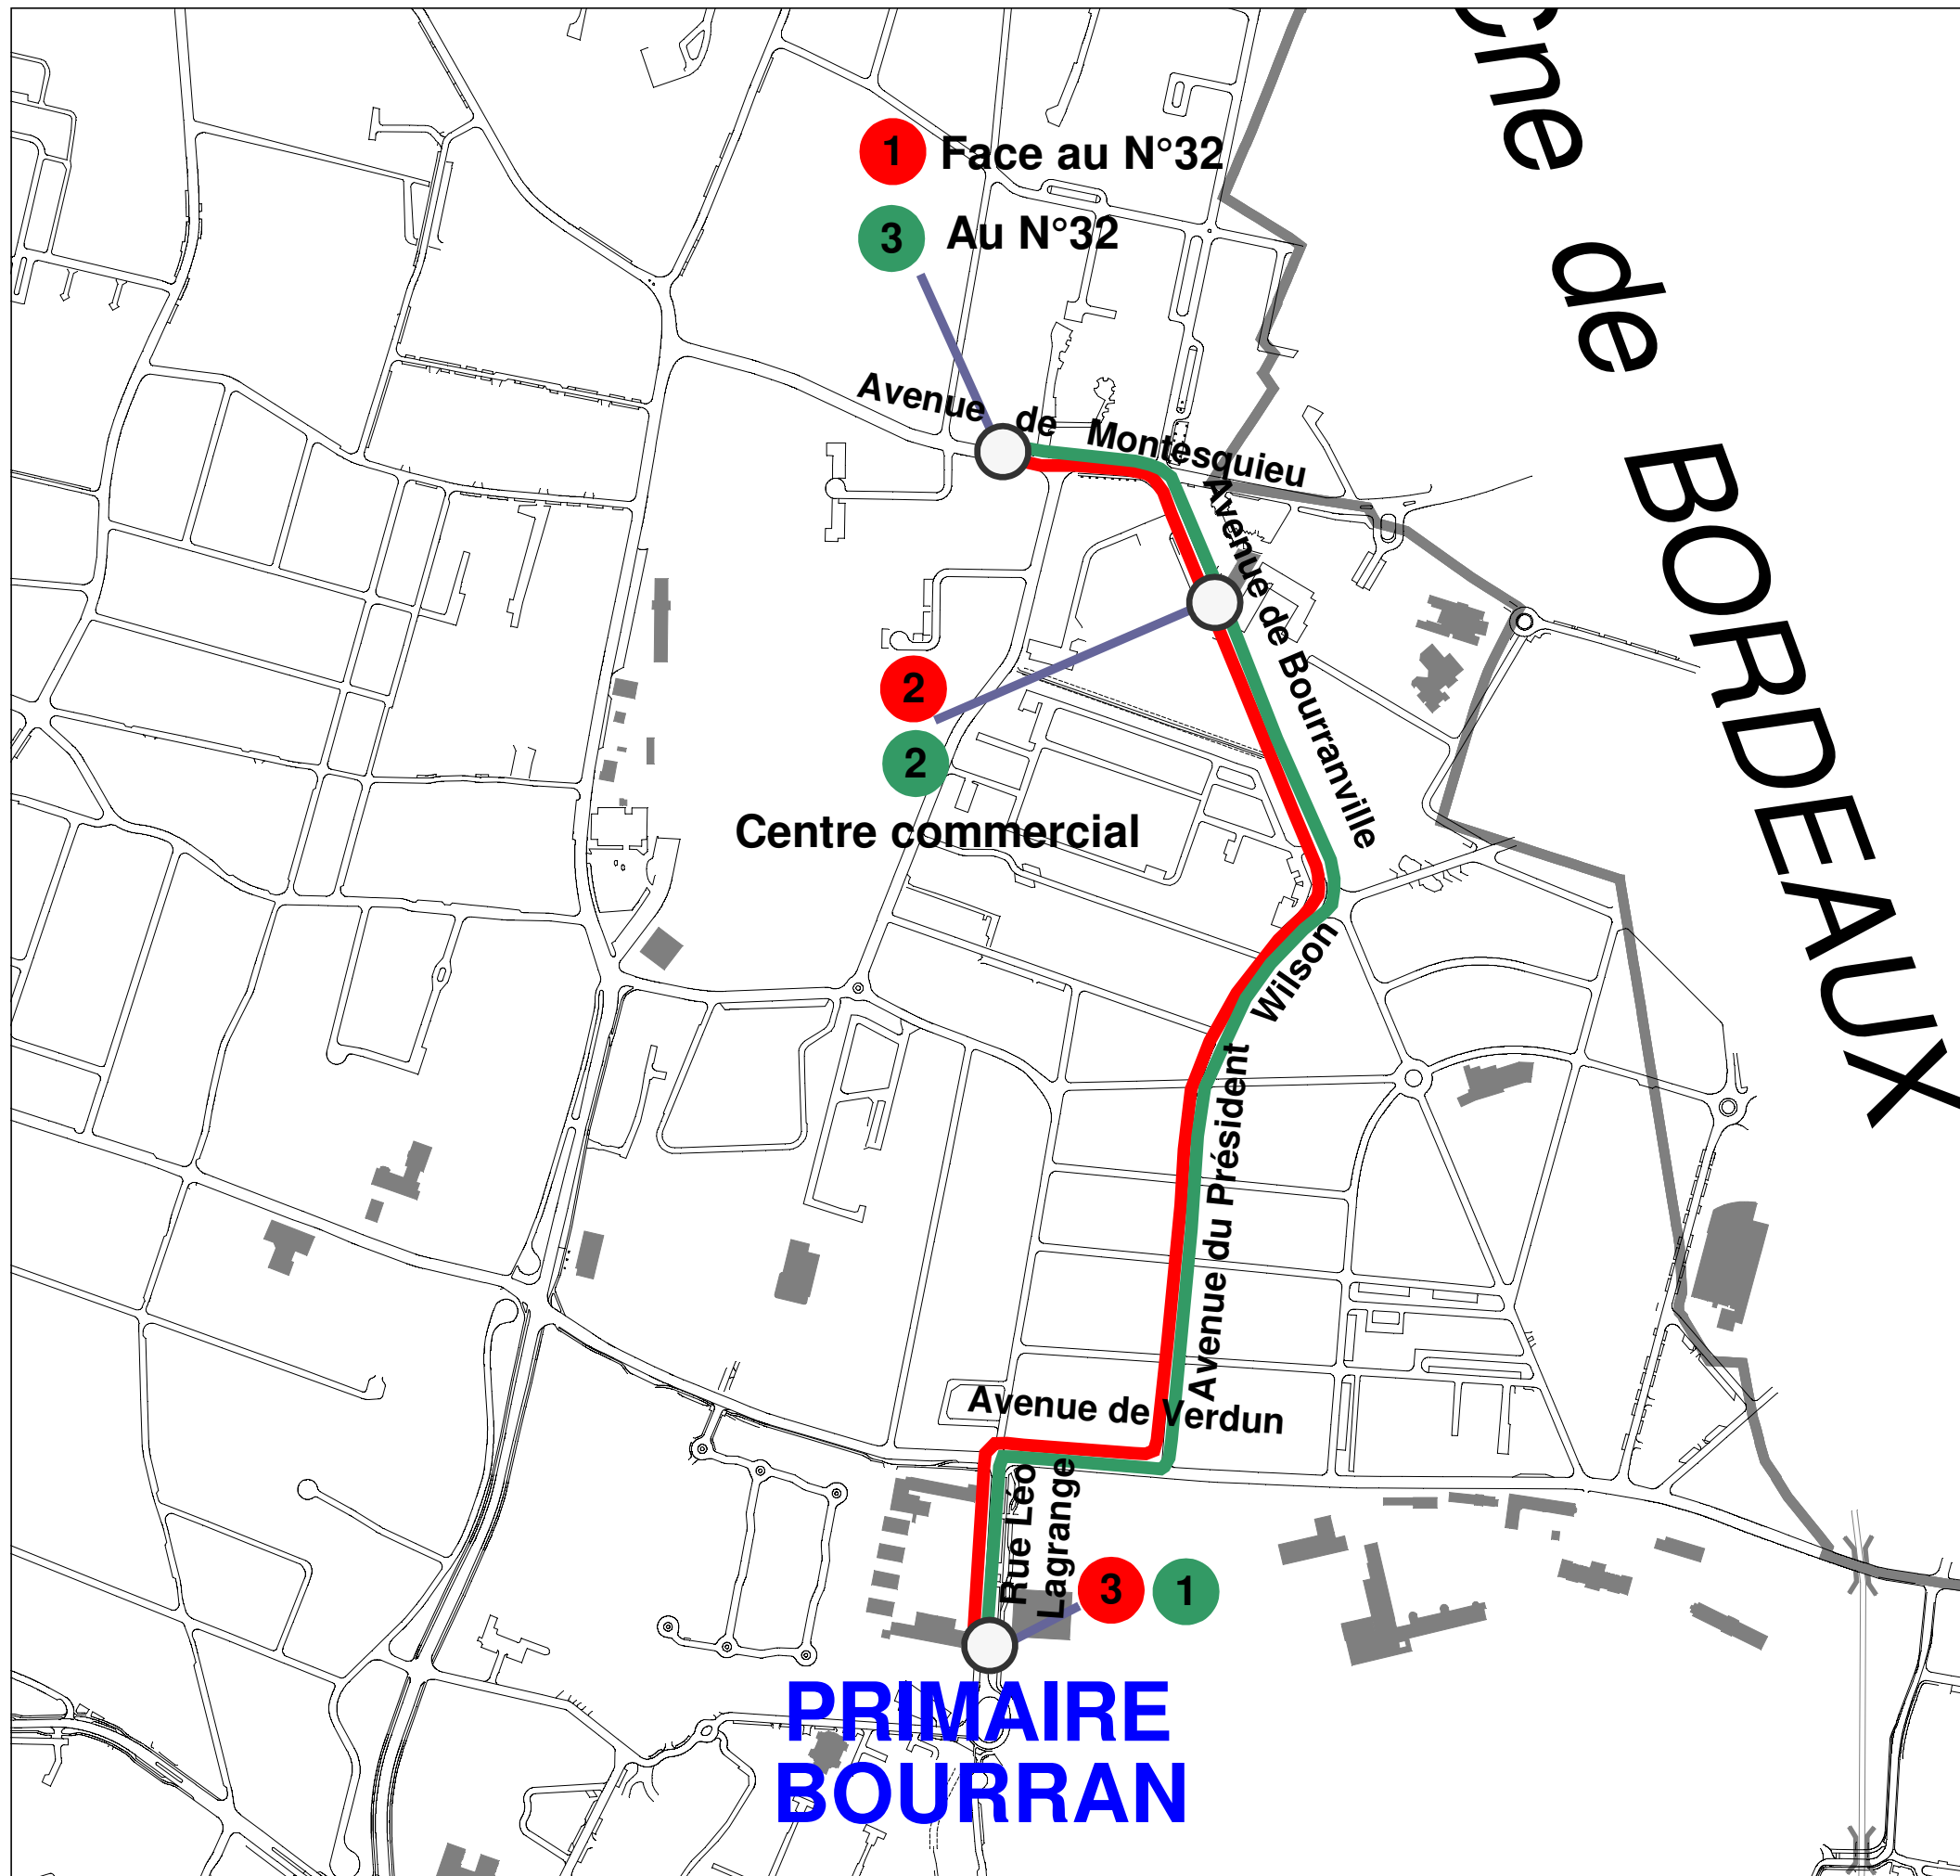 Cne de BORDEAUX
1 Face au N°32
3 Au N°32
Avenue de Montesquieu
Avenue de Bourranville
2
2
Centre commercial
Wilson
Avenue du Président
Avenue de Verdun
Rue Léo
Lagrange
3 1
PRIMAIRE
BOURRAN